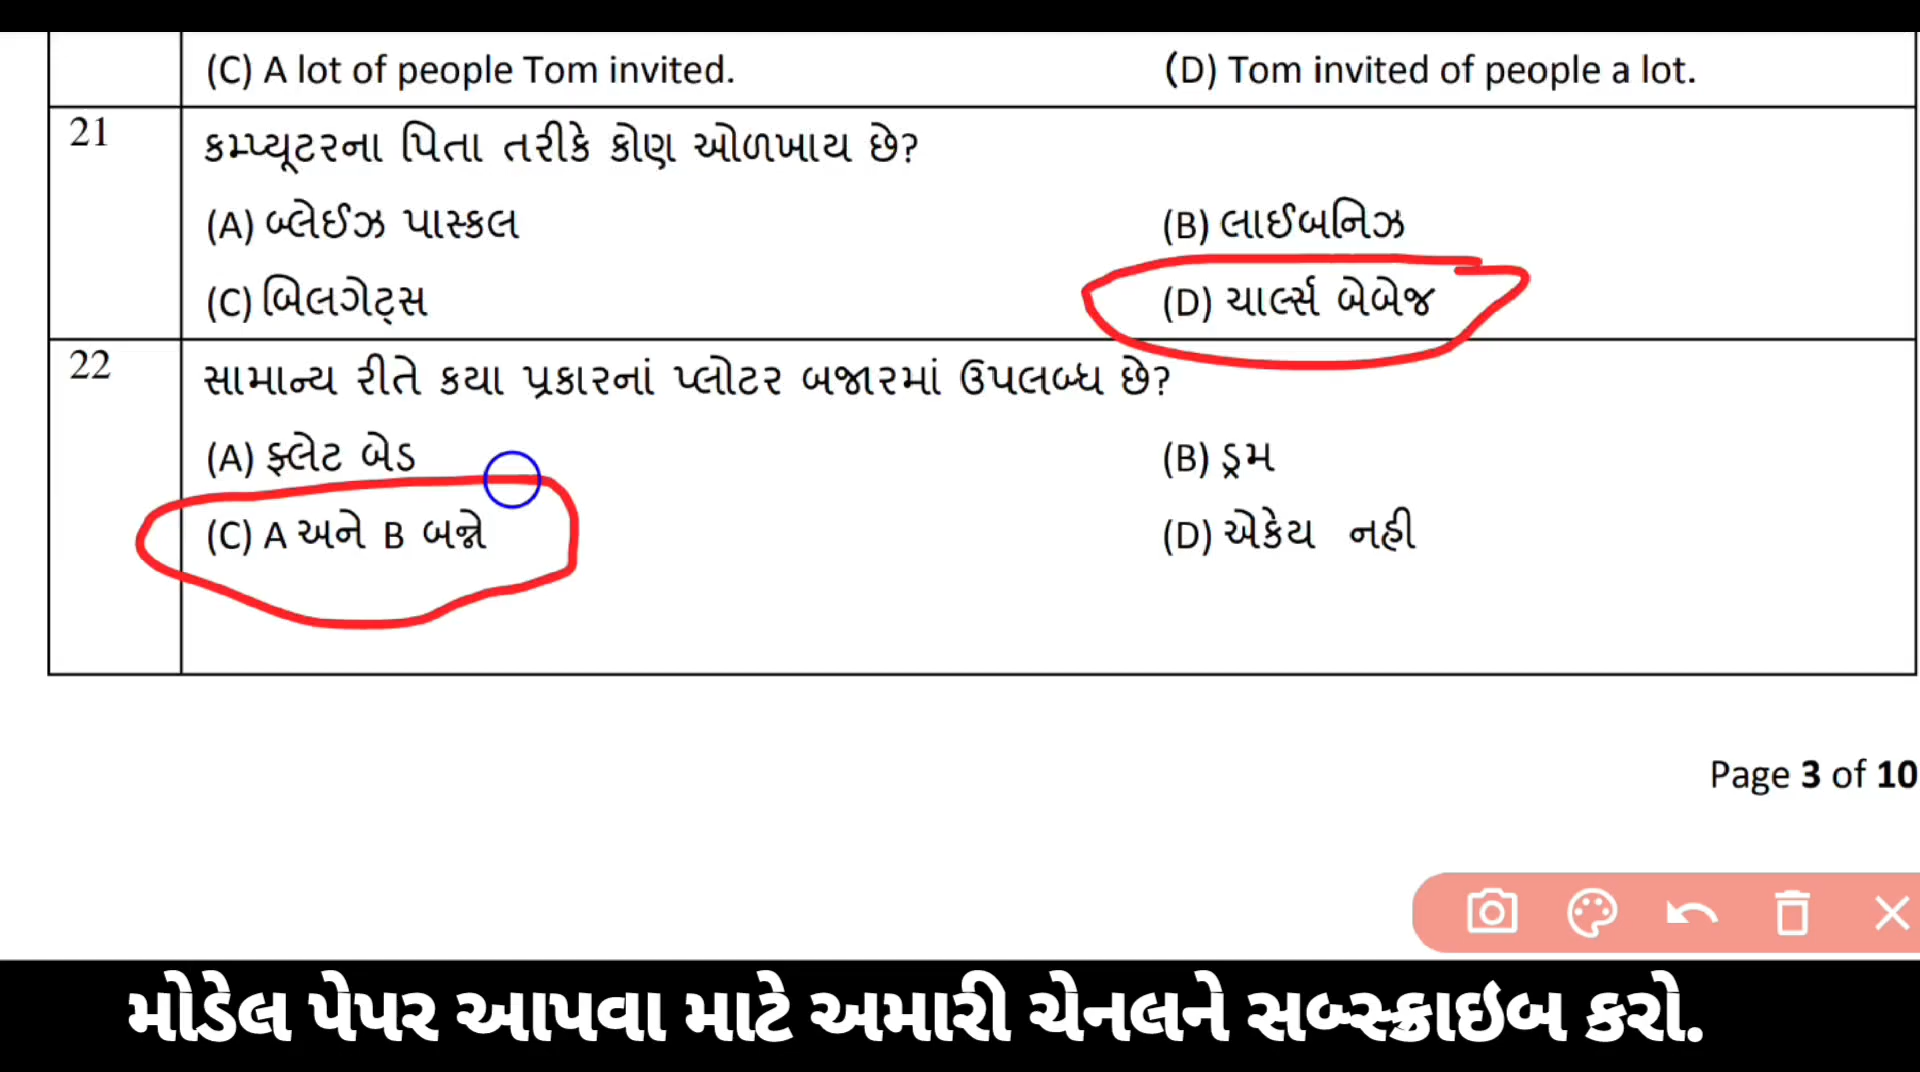 (C) A lot of people Tom invited. (D) Tom invited of people a lot.
21 કમ્પ્યૂટરના પિતા તરીકે કોણ ઓળખાય છે?
(A) બ્લેઈઝ પાસ્કલ (B) લાઈબનિઝ
(C) બિલગેટ્સ (D) ચાર્લ્સ બેબેજ
22 સામાન્ય રીતે કયા પ્રકારનાં પ્લોટર બજારમાં ઉપલબ્ધ છે?
(A) ફ્લેટ બેડ (B) ડ્રમ
(C) A અને B બન્ને (D) એકેય નહી
Page 3 of 10
મોડેલ પેપર આપવા માટે અમારી ચેનલને સબ્સ્ક્રાઇબ કરો.